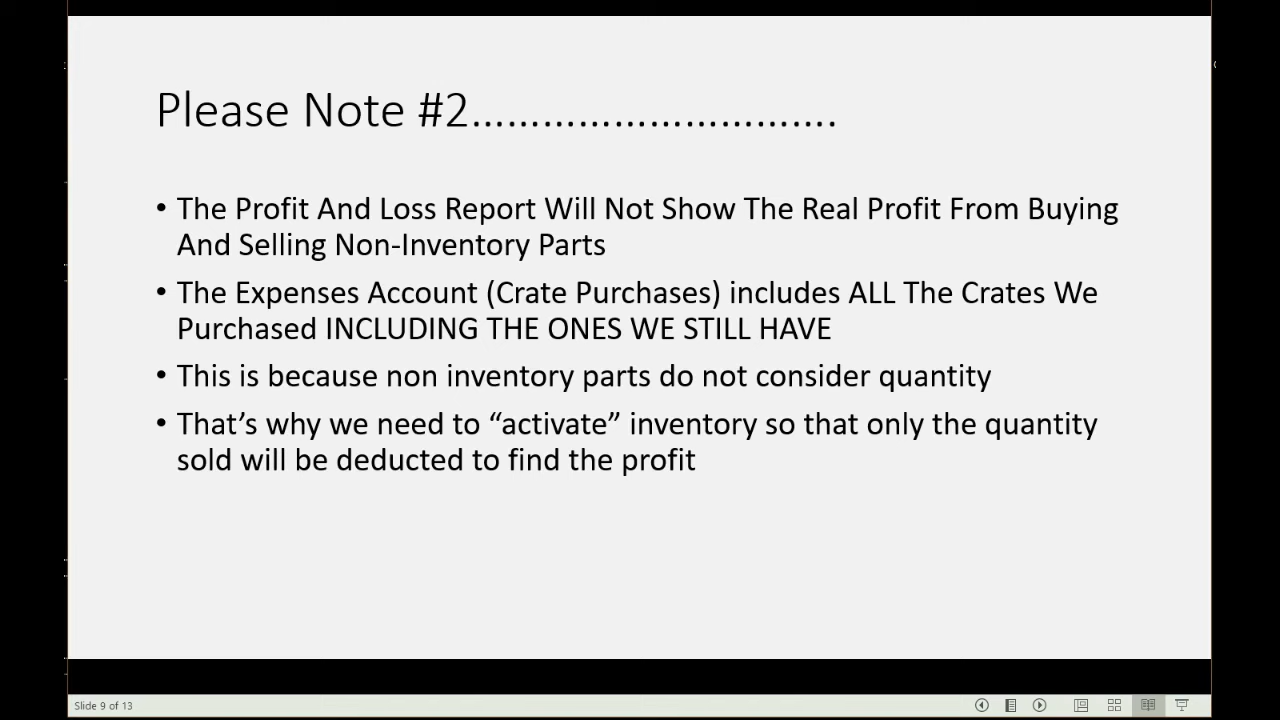 Please Note #2................................
• The Profit And Loss Report Will Not Show The Real Profit From Buying
And Selling Non-Inventory Parts
• The Expenses Account (Crate Purchases) includes ALL The Crates We
Purchased INCLUDING THE ONES WE STILL HAVE
• This is because non inventory parts do not consider quantity
• That’s why we need to “activate” inventory so that only the quantity
sold will be deducted to find the profit
Slide 9 of 13